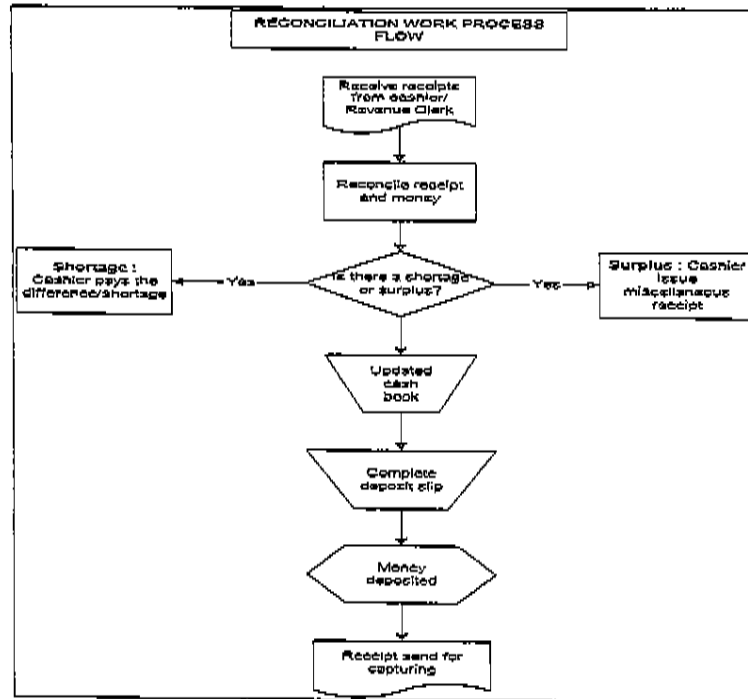 RECONCILIATION WORK PROCESS
FLOW
Receive receipts
from cashier/
Revenue Clerk
Reconcile receipt
and money
Is there a shortage
or surplus?
Yes
Shortage :
Cashier pays the
difference/shortage
Yes
Surplus : Cashier
issue
miscellaneous
receipt
Updated
cash
book
Complete
deposit slip
Money
deposited
Receipt send for
capturing